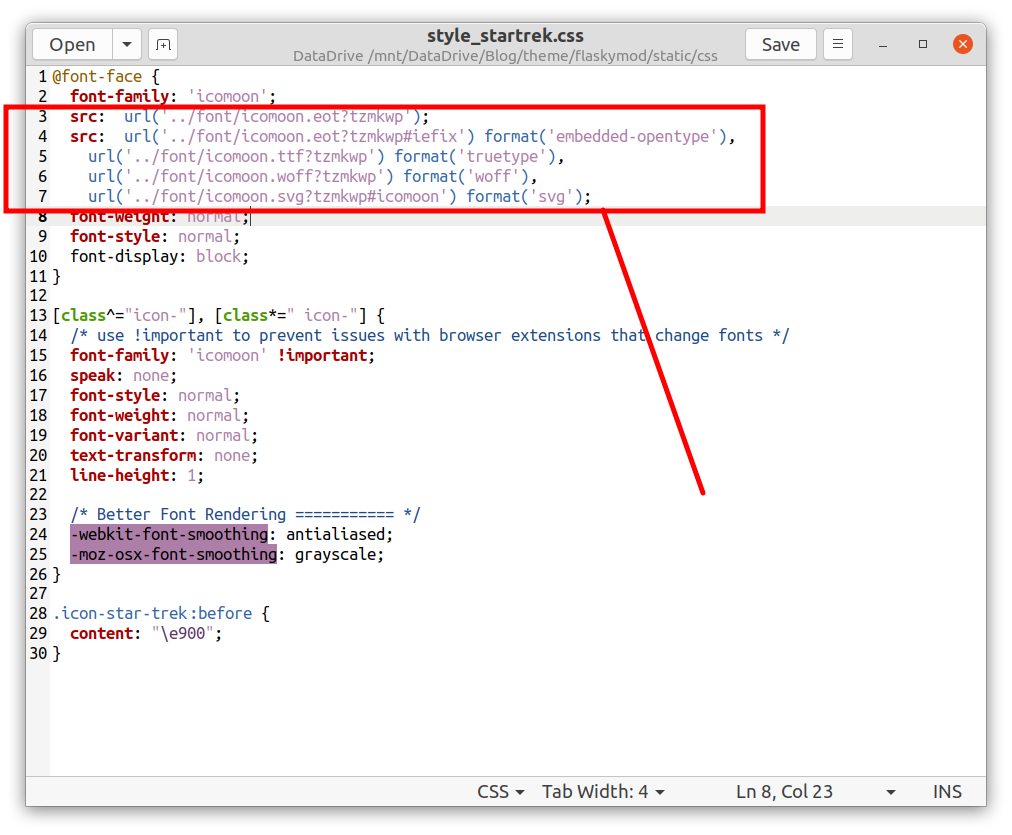 Open
style_startrek.css
DataDrive /mnt/DataDrive/Blog/theme/flaskymod/static/css
Save
1 @font-face {
2   font-family: 'icomoon';
3   src:  url('../font/icomoon.eot?tzmkwp');
4   src:  url('../font/icomoon.eot?tzmkwp#iefix') format('embedded-opentype'),
5     url('../font/icomoon.ttf?tzmkwp') format('truetype'),
6     url('../font/icomoon.woff?tzmkwp') format('woff'),
7     url('../font/icomoon.svg?tzmkwp#icomoon') format('svg');
8   font-weight: normal;
9   font-style: normal;
10   font-display: block;
11 }
12
13 [class^="icon-"], [class*=" icon-"] {
14   /* use !important to prevent issues with browser extensions that change fonts */
15   font-family: 'icomoon' !important;
16   speak: none;
17   font-style: normal;
18   font-weight: normal;
19   font-variant: normal;
20   text-transform: none;
21   line-height: 1;
22
23   /* Better Font Rendering =========== */
24   -webkit-font-smoothing: antialiased;
25   -moz-osx-font-smoothing: grayscale;
26 }
27
28 .icon-star-trek:before {
29   content: "\e900";
30 }
CSS Tab Width: 4 Ln 8, Col 23 INS